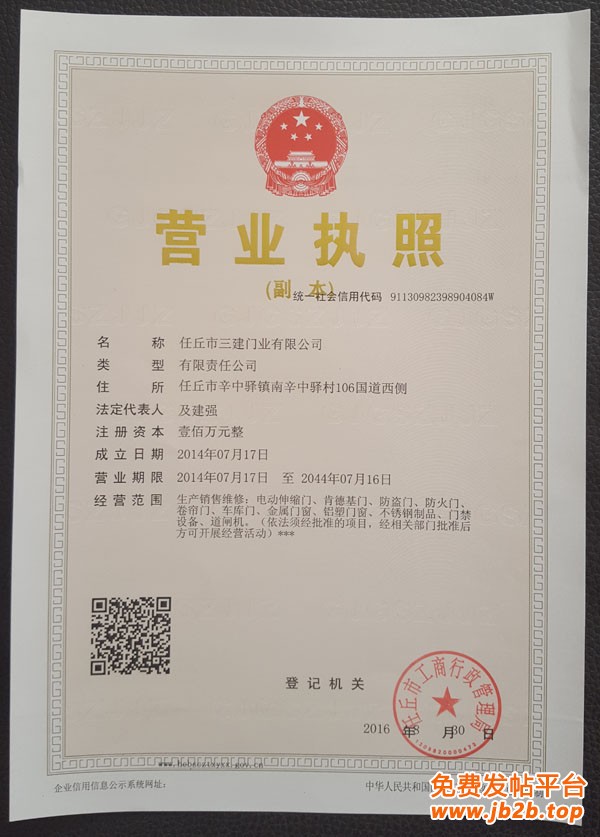 营业执照
(副 本)
统一社会信用代码 91130982398904084W
名 称 任丘市三建门业有限公司
类 型 有限责任公司
住 所 任丘市辛中驿镇南辛中驿村106国道西侧
法定代表人 及建强
注册资本 壹佰万元整
成立日期 2014年07月17日
营业期限 2014年07月17日 至 2044年07月16日
经营范围 生产销售维修：电动伸缩门、肯德基门、防盗门、防火门、
卷帘门、车库门、金属门窗、铝塑门窗、不锈钢制品、门禁
设备、道闸机。（依法须经批准的项目，经相关部门批准后
方可开展经营活动）***
登记机关
任丘市工商行政管理局
2016 年 8 月 30 日
企业信用信息公示系统网址：
中华人民共和国
免费发帖平台
www.jb2b.top